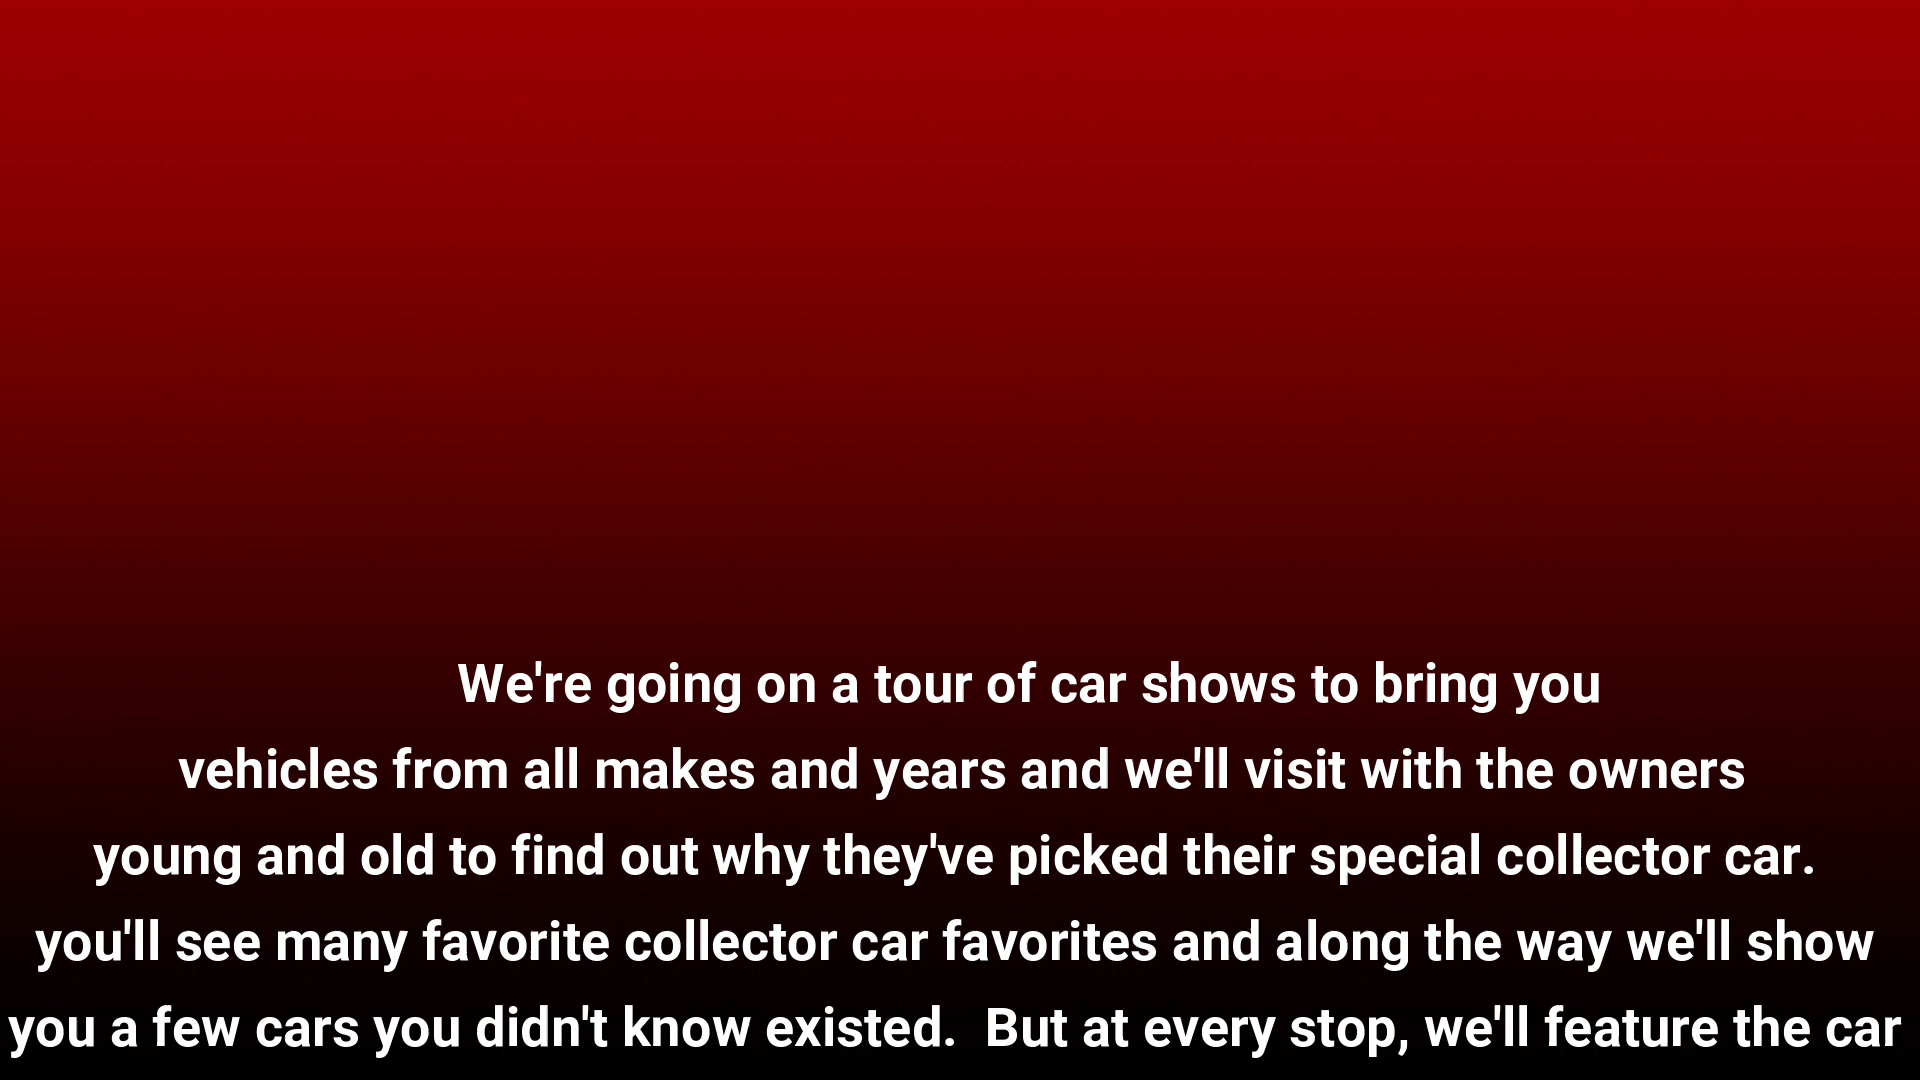 We're going on a tour of car shows to bring you
vehicles from all makes and years and we'll visit with the owners
young and old to find out why they've picked their special collector car.
you'll see many favorite collector car favorites and along the way we'll show
you a few cars you didn't know existed.  But at every stop, we'll feature the car